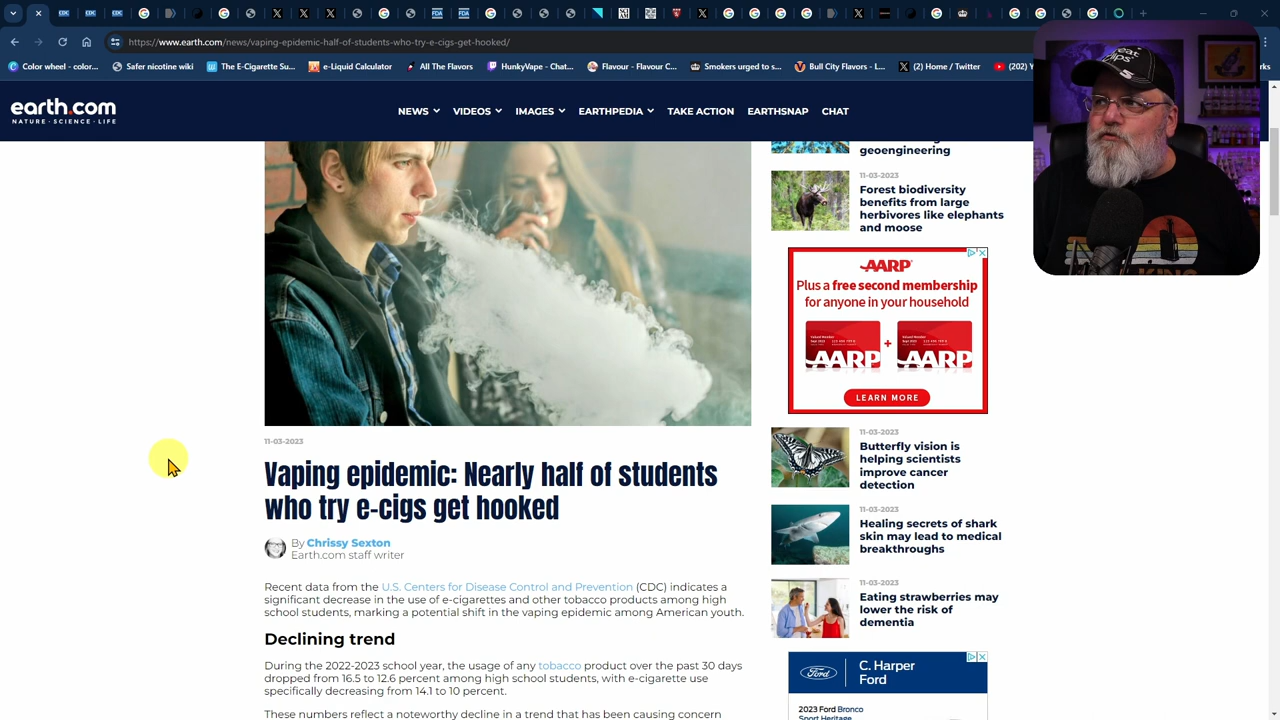 https://www.earth.com/news/vaping-epidemic-half-of-students-who-try-e-cigs-get-hooked/
Color wheel - color...
Safer nicotine wiki
The E-Cigarette Su...
e-Liquid Calculator
All The Flavors
HunkyVape - Chat...
Flavour – Flavour C...
Smokers urged to s...
Bull City Flavors – L...
(2) Home / Twitter
earth.com
NATURE · SCIENCE · LIFE
NEWS
VIDEOS
IMAGES
EARTHPEDIA
TAKE ACTION
EARTHSNAP
CHAT
geoengineering
11-03-2023
Forest biodiversity
benefits from large
herbivores like elephants
and moose
AARP
Plus a free second membership
for anyone in your household
AARP
+
AARP
LEARN MORE
11-03-2023
Butterfly vision is
helping scientists
improve cancer
detection
11-03-2023
Healing secrets of shark
skin may lead to medical
breakthroughs
11-03-2023
Eating strawberries may
lower the risk of
dementia
Ford
C. Harper
Ford
2023 Ford Bronco
Sport Heritage
11-03-2023
Vaping epidemic: Nearly half of students
who try e-cigs get hooked
By Chrissy Sexton
Earth.com staff writer
Recent data from the U.S. Centers for Disease Control and Prevention (CDC) indicates a
significant decrease in the use of e-cigarettes and other tobacco products among high
school students, marking a potential shift in the vaping epidemic among American youth.
Declining trend
During the 2022-2023 school year, the usage of any tobacco product over the past 30 days
dropped from 16.5 to 12.6 percent among high school students, with e-cigarette use
specifically decreasing from 14.1 to 10 percent.
These numbers reflect a noteworthy decline in a trend that has been causing concern